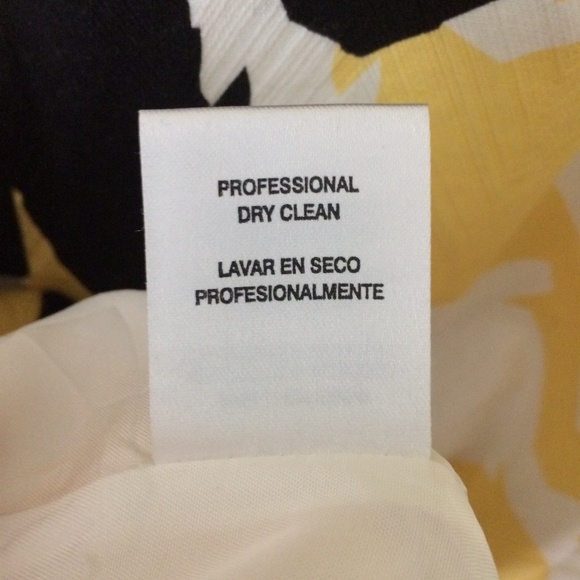 PROFESSIONAL
DRY CLEAN
LAVAR EN SECO
PROFESIONALMENTE